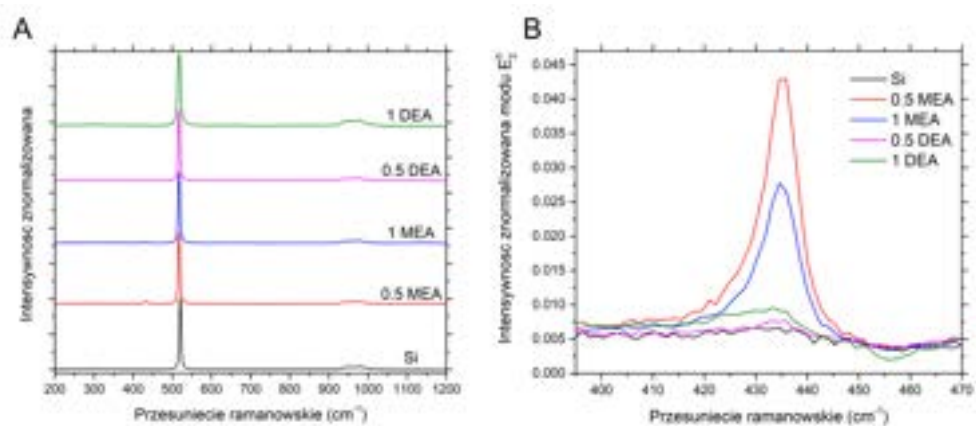 A
Intensywnosc znormalizowana
1 DEA
0.5 DEA
1 MEA
0.5 MEA
Si
200 300 400 500 600 700 800 900 1000 1100 1200
Przesuniecie ramanowskie (cm⁻¹)
B
Intensywnosc znormalizowana modu E
0.045
0.040
0.035
0.030
0.025
0.020
0.015
0.010
0.005
0.000
Si
0.5 MEA
1 MEA
0.5 DEA
1 DEA
400 410 420 430 440 450 460 470
Przesuniecie ramanowskie (cm⁻¹)